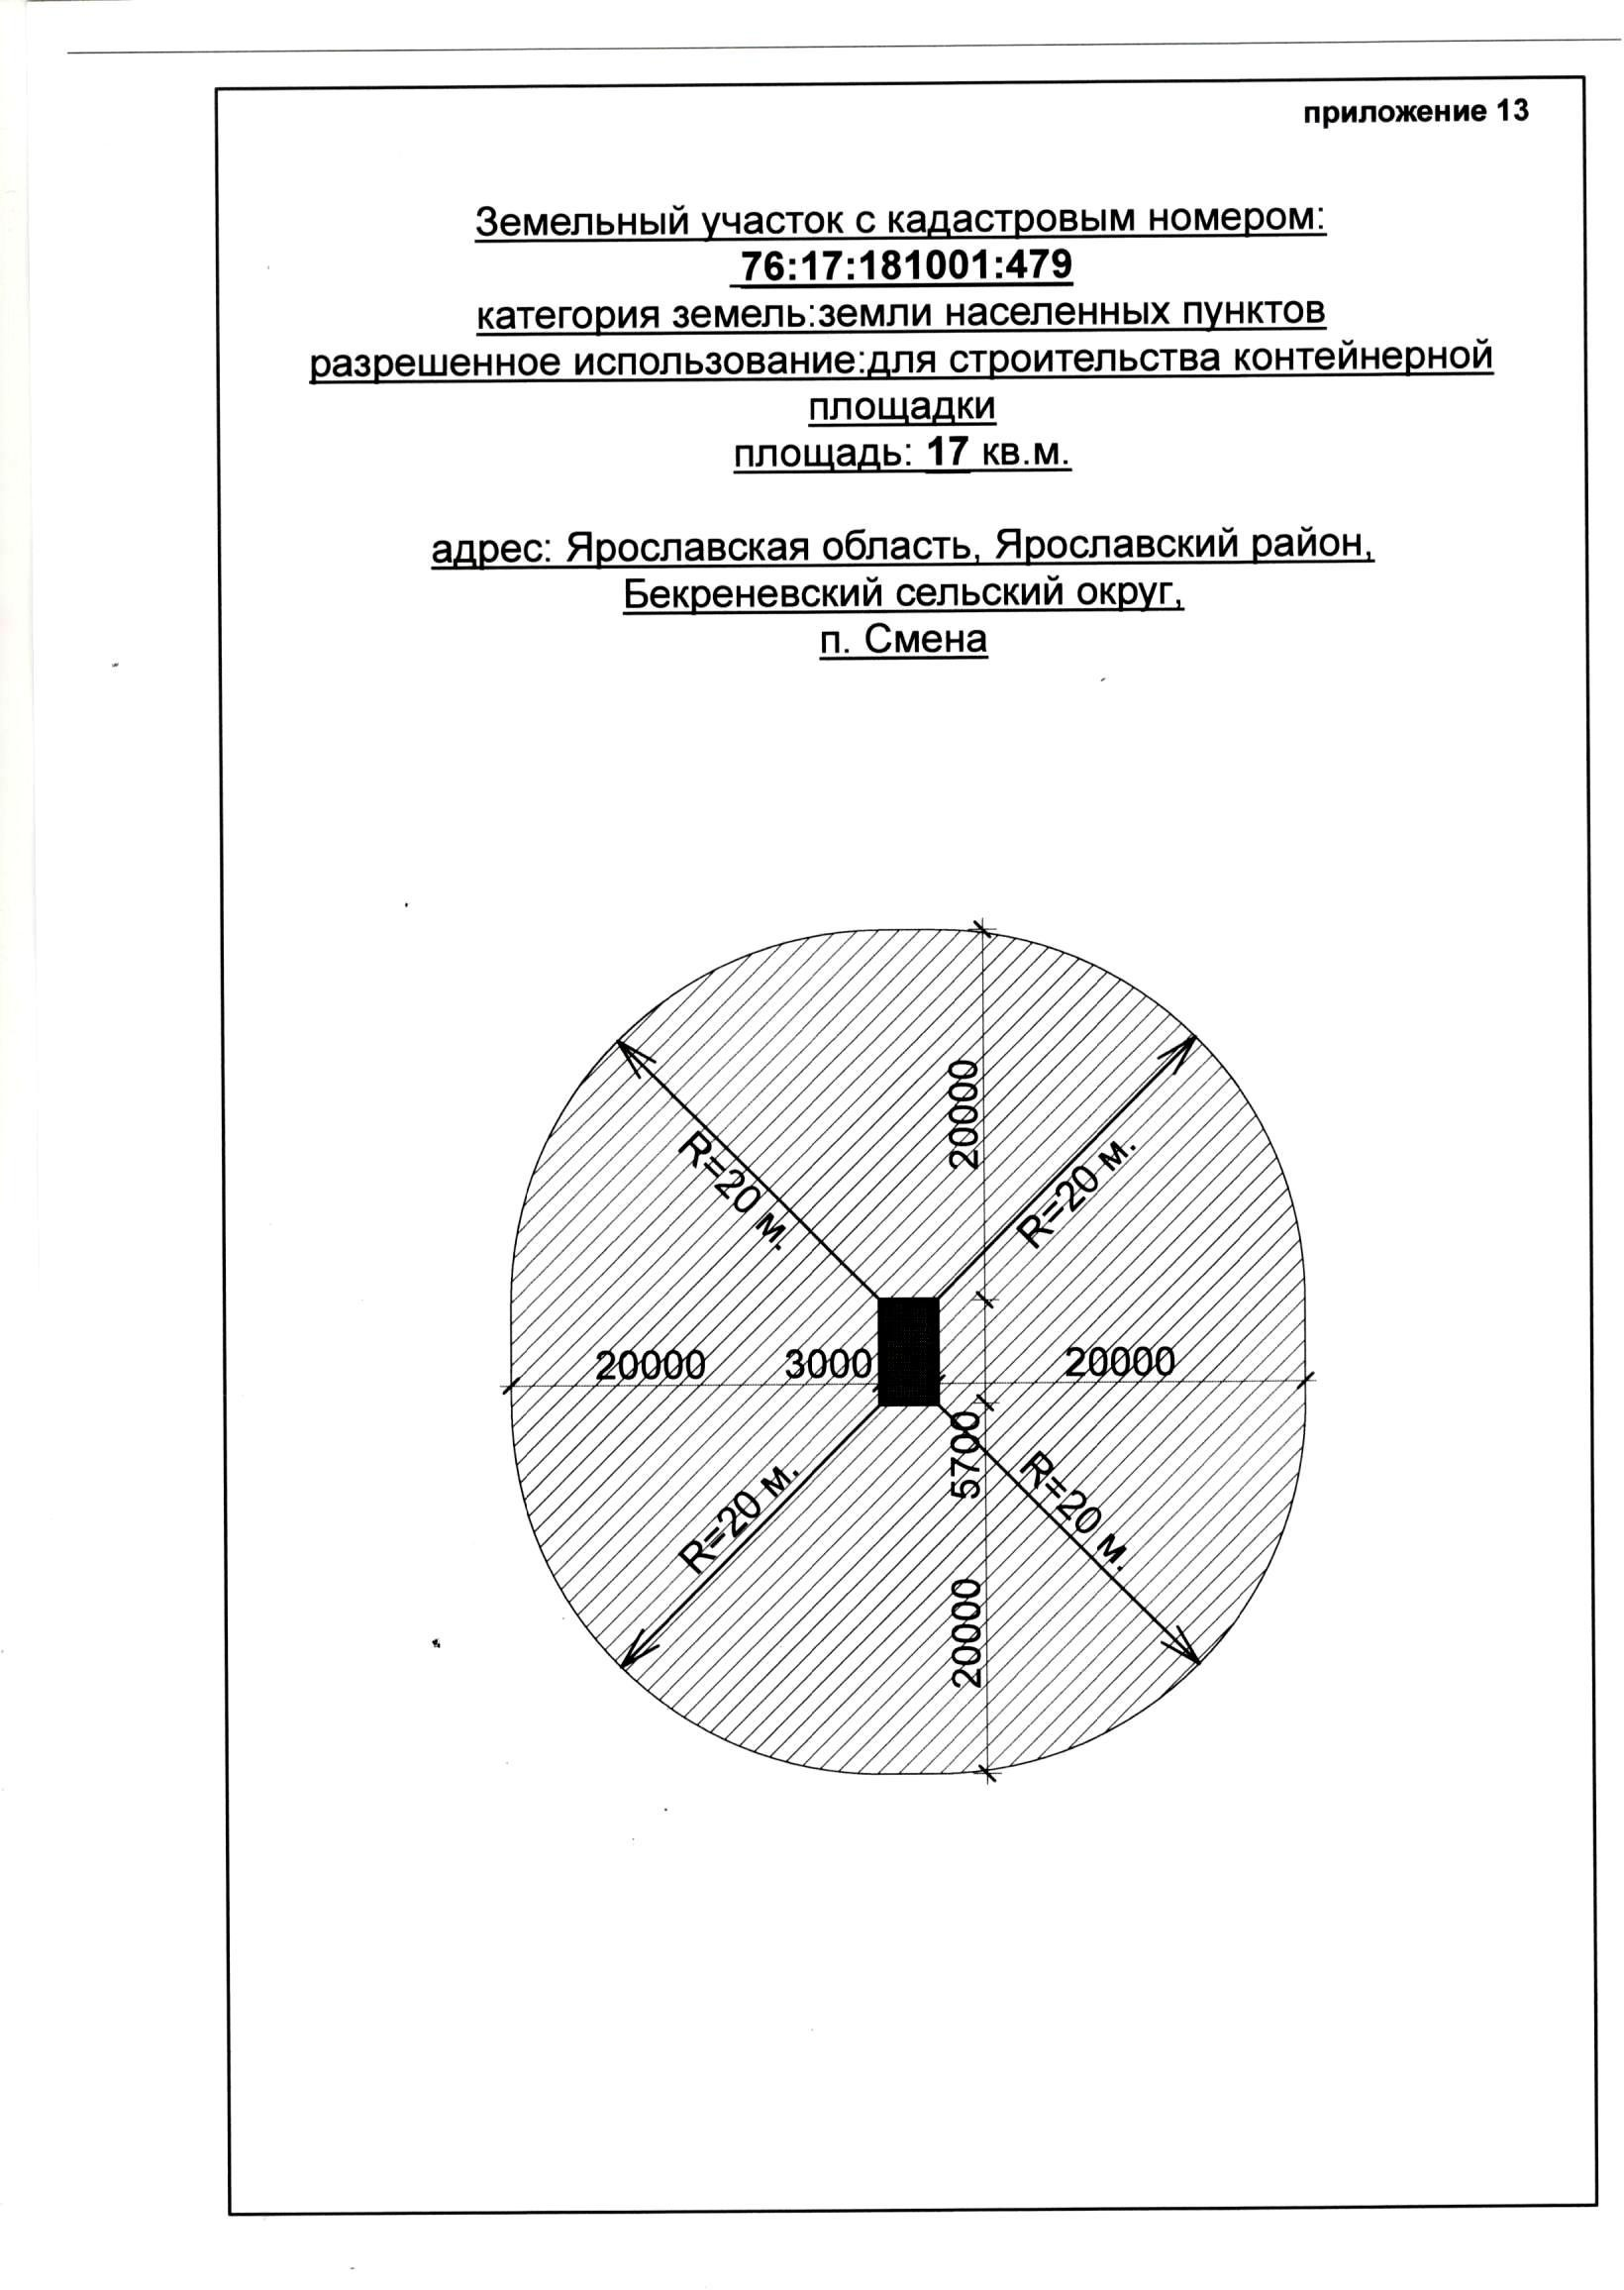 приложение 13
Земельный участок с кадастровым номером:
76:17:181001:479
категория земель:земли населенных пунктов
разрешенное использование:для строительства контейнерной
площадки
площадь: 17 кв.м.
адрес: Ярославская область, Ярославский район,
Бекреневский сельский округ,
п. Смена
20000
R=20 м.
R=20 м.
20000
3000
20000
5700
R=20 м.
R=20 м.
20000